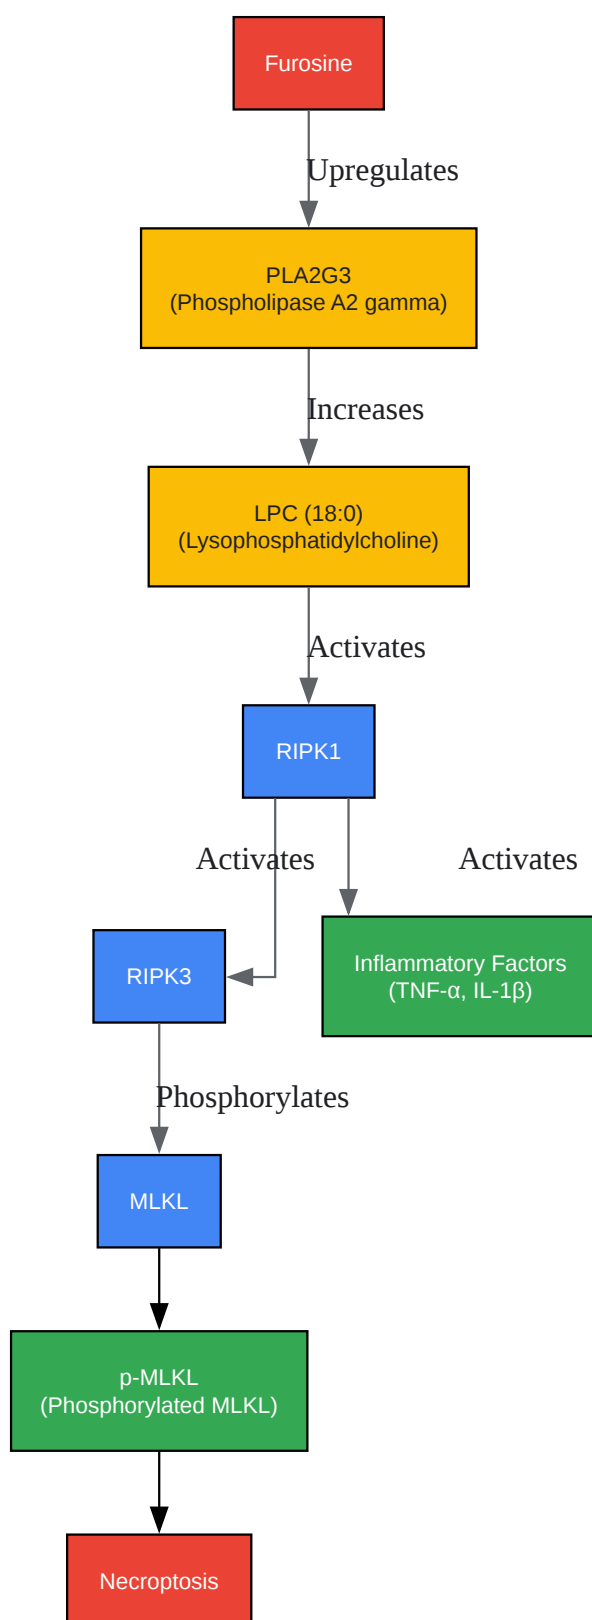 Furosine
Upregulates
PLA2G3
(Phospholipase A2 gamma)
Increases
LPC (18:0)
(Lysophosphatidylcholine)
Activates
RIPK1
Activates
Activates
RIPK3
Inflammatory Factors
(TNF-α, IL-1β)
Phosphorylates
MLKL
p-MLKL
(Phosphorylated MLKL)
Necroptosis